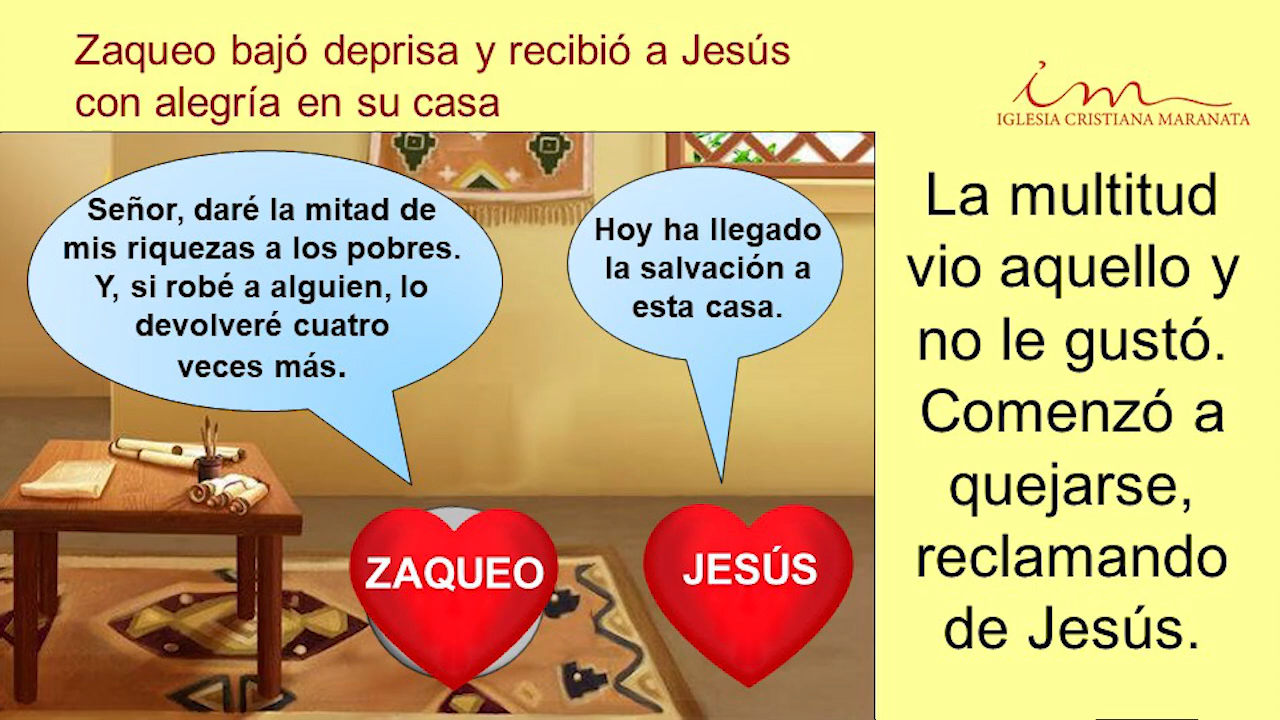 Zaqueo bajó deprisa y recibió a Jesús
con alegría en su casa
im
IGLESIA CRISTIANA MARANATA
Señor, daré la mitad de
mis riquezas a los pobres.
Y, si robé a alguien, lo
devolveré cuatro
veces más.
Hoy ha llegado
la salvación a
esta casa.
ZAQUEO
JESÚS
La multitud
vio aquello y
no le gustó.
Comenzó a
quejarse,
reclamando
de Jesús.